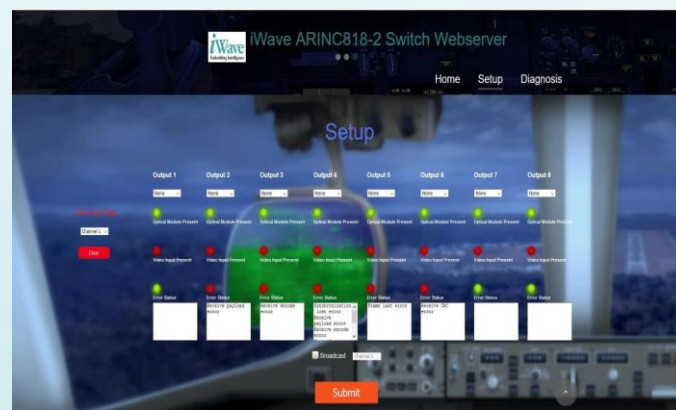 iWave
Embedding Intelligence
iWave ARINC818-2 Switch Webserver
Home Setup Diagnosis
Setup
Output 1 Output 2 Output 3 Output 4 Output 5 Output 6 Output 7 Output 8
None None None None None None None None
Optical Module Present Optical Module Present Optical Module Present Optical Module Present Optical Module Present Optical Module Present Optical Module Present Optical Module Present
Channel 1
Clear
Video Input Present Video Input Present Video Input Present Video Input Present Video Input Present Video Input Present Video Input Present Video Input Present
Error Status Error Status Error Status Error Status Error Status Error Status Error Status Error Status
Receive payload error
Receive encode error
Synchronization lost error
Receive payload error
Receive encode error
Frame lost error
Receive CRC error
Broadcast Channel 1
Submit